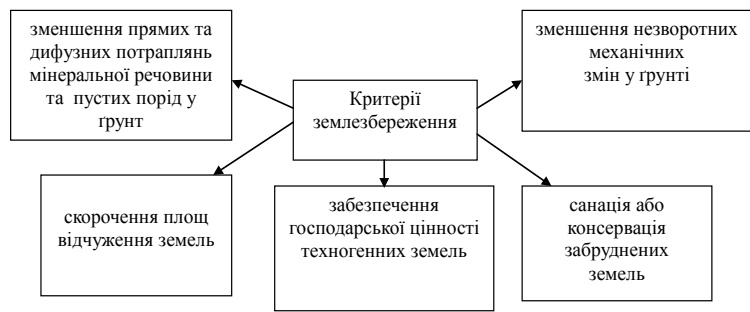 зменшення прямих та
дифузних потраплянь
мінеральної речовини
та пустих порід у
ґрунт
зменшення незворотних
механічних
змін у ґрунті
Критерії
землезбереження
скорочення площ
відчуження земель
забезпечення
господарської цінності
техногенних земель
санація або
консервація
забруднених
земель